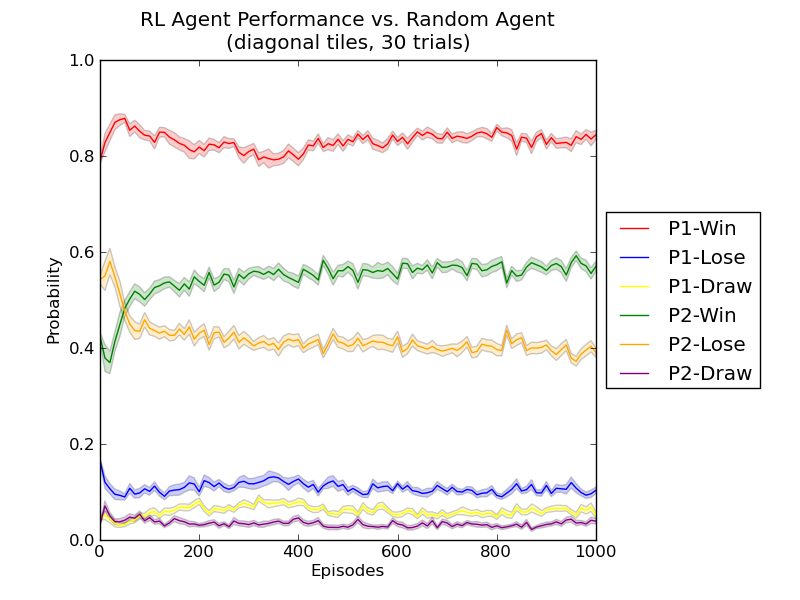 RL Agent Performance vs. Random Agent
(diagonal tiles, 30 trials)
1.0
0.8
0.6
0.4
0.2
0.0
Probability
0 200 400 600 800 1000
Episodes
P1-Win
P1-Lose
P1-Draw
P2-Win
P2-Lose
P2-Draw